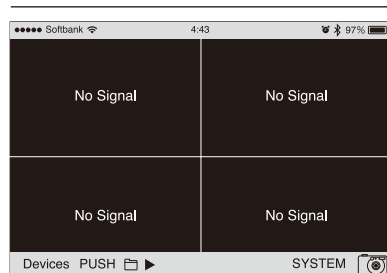 Softbank 4:43 97%
No Signal No Signal
No Signal No Signal
Devices PUSH SYSTEM